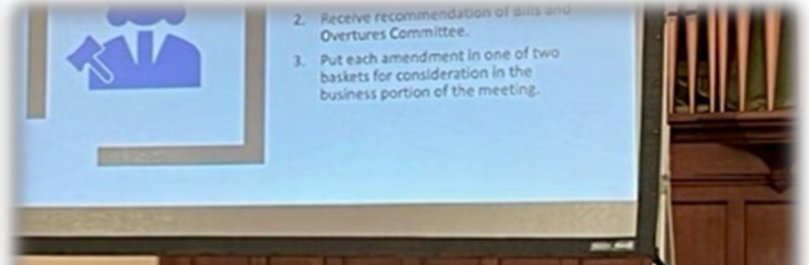 2. Receive recommendation of Bills and
Overtures Committee.
3. Put each amendment in one of two
baskets for consideration in the
business portion of the meeting.